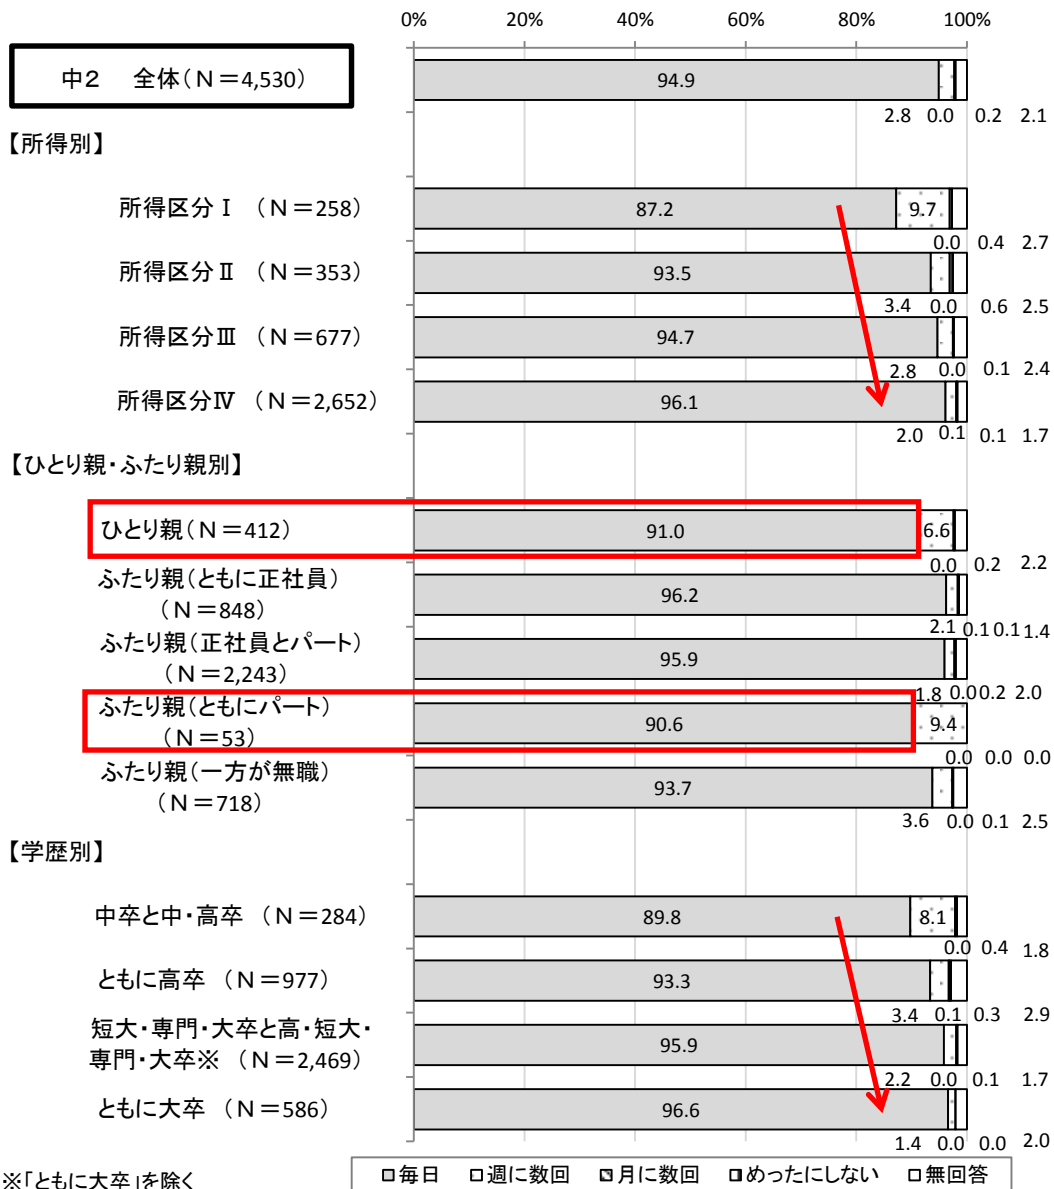 0% 20% 40% 60% 80% 100%
中2 全体(N=4,530)
94.9
2.8 0.0 0.2 2.1
【所得別】
所得区分Ⅰ (N=258)
87.2 9.7
0.0 0.4 2.7
所得区分Ⅱ (N=353)
93.5
3.4 0.0 0.6 2.5
所得区分Ⅲ (N=677)
94.7
2.8 0.0 0.1 2.4
所得区分Ⅳ (N=2,652)
96.1
2.0 0.1 0.1 1.7
【ひとり親・ふたり親別】
ひとり親(N=412)
91.0 6.6
0.0 0.2 2.2
ふたり親(ともに正社員)
(N=848)
96.2
2.1 0.1 0.1 1.4
ふたり親(正社員とパート)
(N=2,243)
95.9
1.8 0.0 0.2 2.0
ふたり親(ともにパート)
(N=53)
90.6 9.4
0.0 0.0 0.0
ふたり親(一方が無職)
(N=718)
93.7
3.6 0.0 0.1 2.5
【学歴別】
中卒と中・高卒 (N=284)
89.8 8.1
0.0 0.4 1.8
ともに高卒 (N=977)
93.3
3.4 0.1 0.3 2.9
短大・専門・大卒と高・短大・
専門・大卒※ (N=2,469)
95.9
2.2 0.0 0.1 1.7
ともに大卒 (N=586)
96.6
1.4 0.0 0.0 2.0
※「ともに大卒」を除く
毎日 週に数回 月に数回 めったにしない 無回答